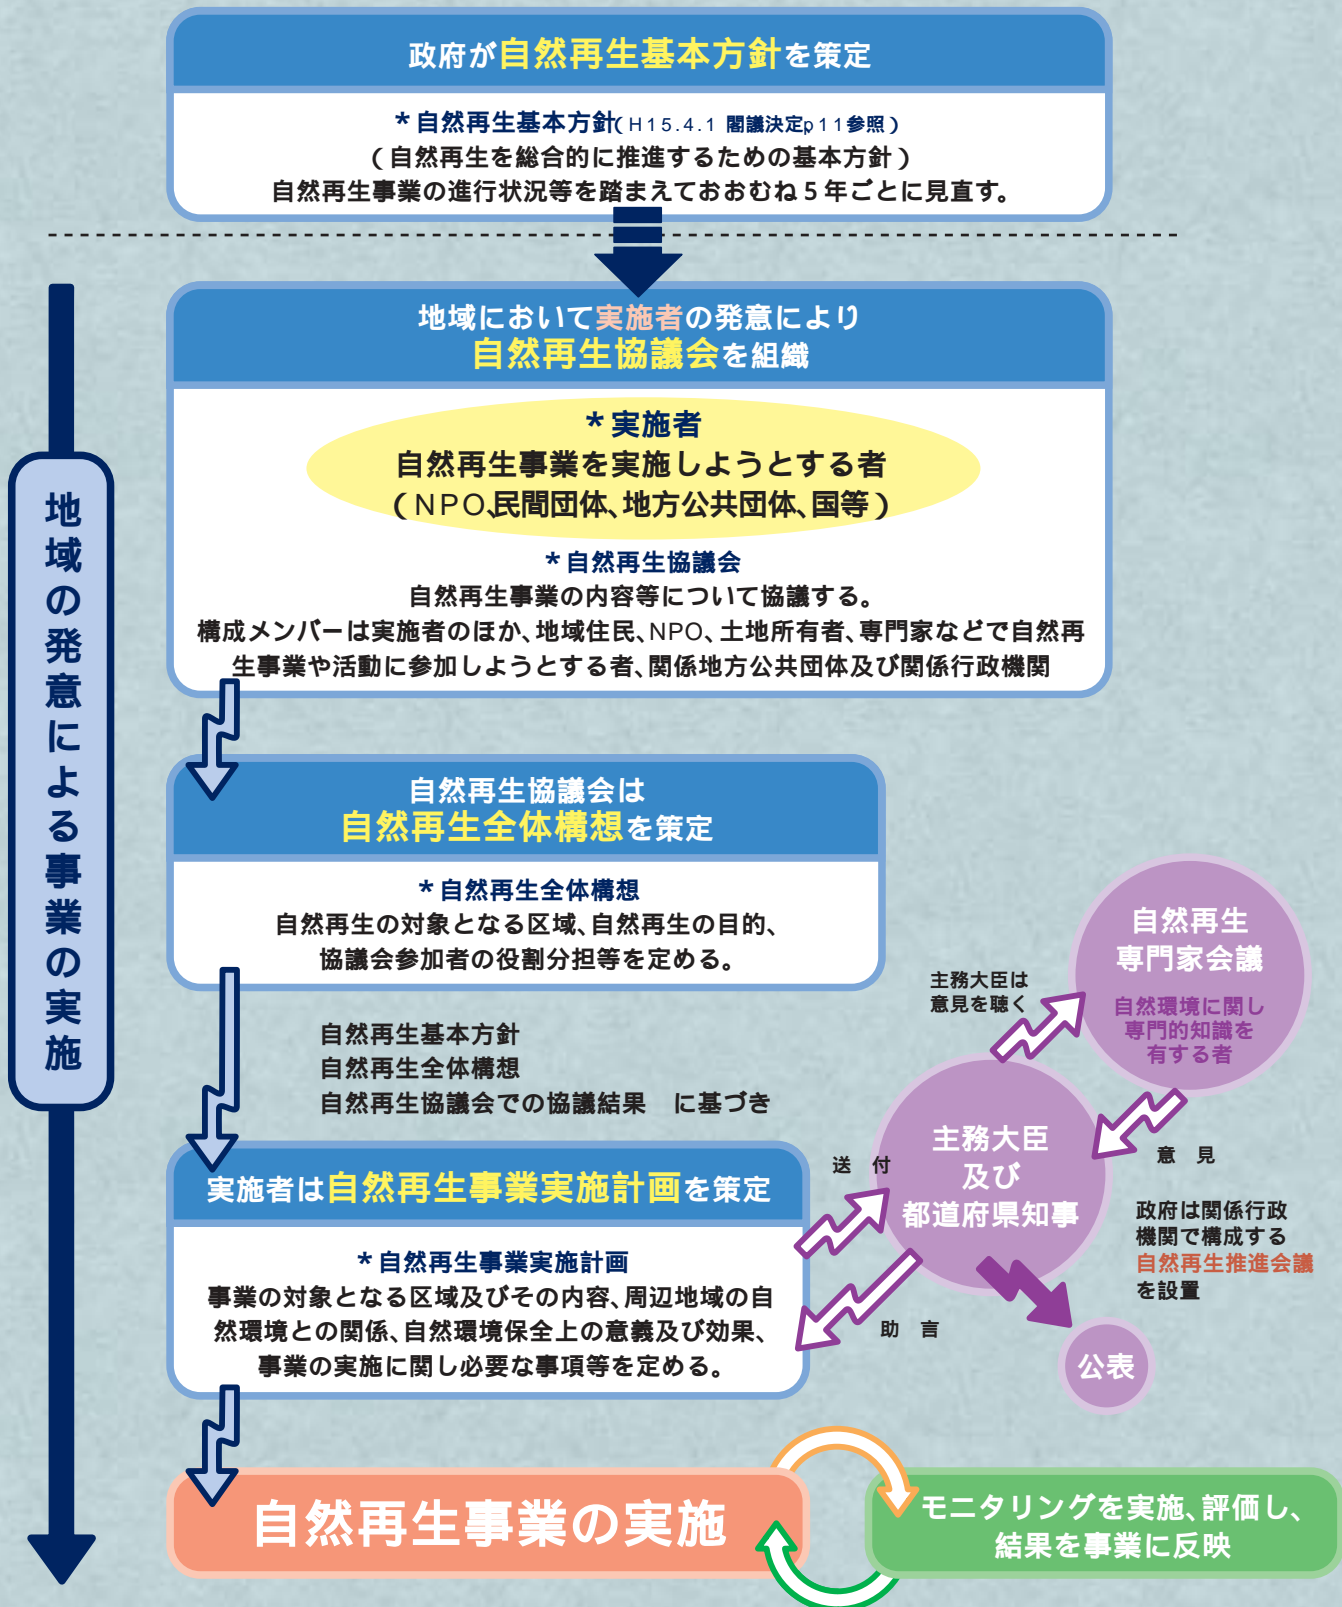 政府が自然再生基本方針を策定
*自然再生基本方針(H15.4.1 閣議決定p11参照)
(自然再生を総合的に推進するための基本方針)
自然再生事業の進行状況等を踏まえておおむね5年ごとに見直す。
地域において実施者の発意により
自然再生協議会を組織
*実施者
自然再生事業を実施しようとする者
(NPO、民間団体、地方公共団体、国等)
*自然再生協議会
自然再生事業の内容等について協議する。
構成メンバーは実施者のほか、地域住民、NPO、土地所有者、専門家などで自然再
生事業や活動に参加しようとする者、関係地方公共団体及び関係行政機関
地域の発意による事業の実施
自然再生協議会は
自然再生全体構想を策定
*自然再生全体構想
自然再生の対象となる区域、自然再生の目的、
協議会参加者の役割分担等を定める。
自然再生基本方針
自然再生全体構想
自然再生協議会での協議結果 に基づき
実施者は自然再生事業実施計画を策定
*自然再生事業実施計画
事業の対象となる区域及びその内容、周辺地域の自
然環境との関係、自然環境保全上の意義及び効果、
事業の実施に関し必要な事項等を定める。
送 付
助 言
主務大臣
及び
都道府県知事
主務大臣は
意見を聴く
自然再生
専門家会議
自然環境に関し
専門的知識を
有する者
意 見
政府は関係行政
機関で構成する
自然再生推進会議
を設置
公表
自然再生事業の実施
モニタリングを実施、評価し、
結果を事業に反映